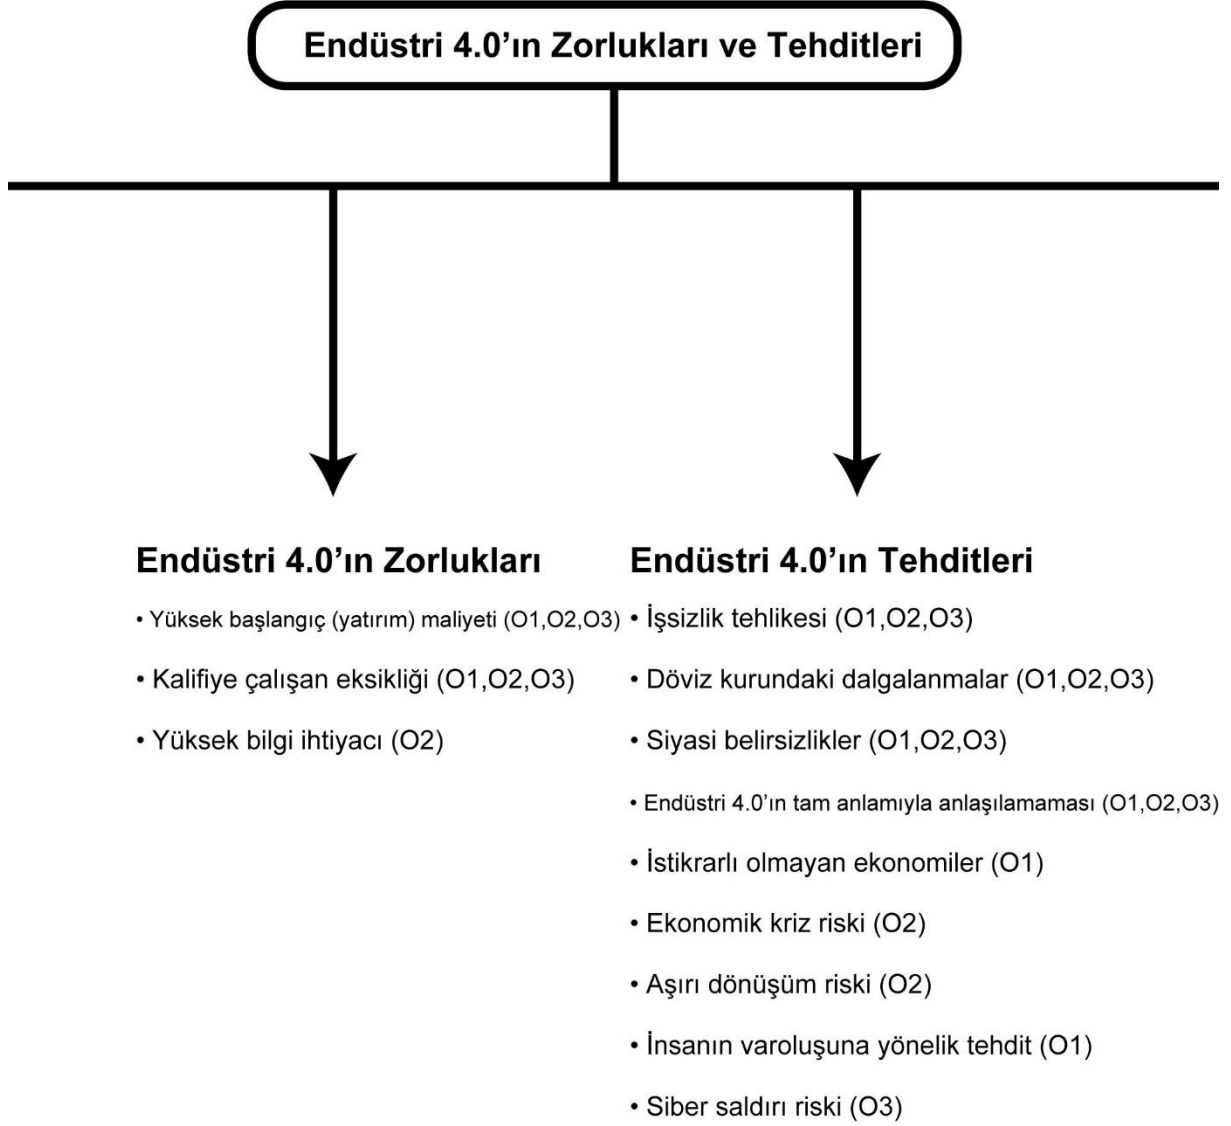 Endüstri 4.0’ın Zorlukları ve Tehditleri
Endüstri 4.0’ın Zorlukları
• Yüksek başlangıç (yatırım) maliyeti (O1,O2,O3)
• Kalifiye çalışan eksikliği (O1,O2,O3)
• Yüksek bilgi ihtiyacı (O2)
Endüstri 4.0’ın Tehditleri
• İşsizlik tehlikesi (O1,O2,O3)
• Döviz kurundaki dalgalanmalar (O1,O2,O3)
• Siyasi belirsizlikler (O1,O2,O3)
• Endüstri 4.0’ın tam anlamıyla anlaşılamaması (O1,O2,O3)
• İstikrarlı olmayan ekonomiler (O1)
• Ekonomik kriz riski (O2)
• Aşırı dönüşüm riski (O2)
• İnsanın varoluşuna yönelik tehdit (O1)
• Siber saldırı riski (O3)